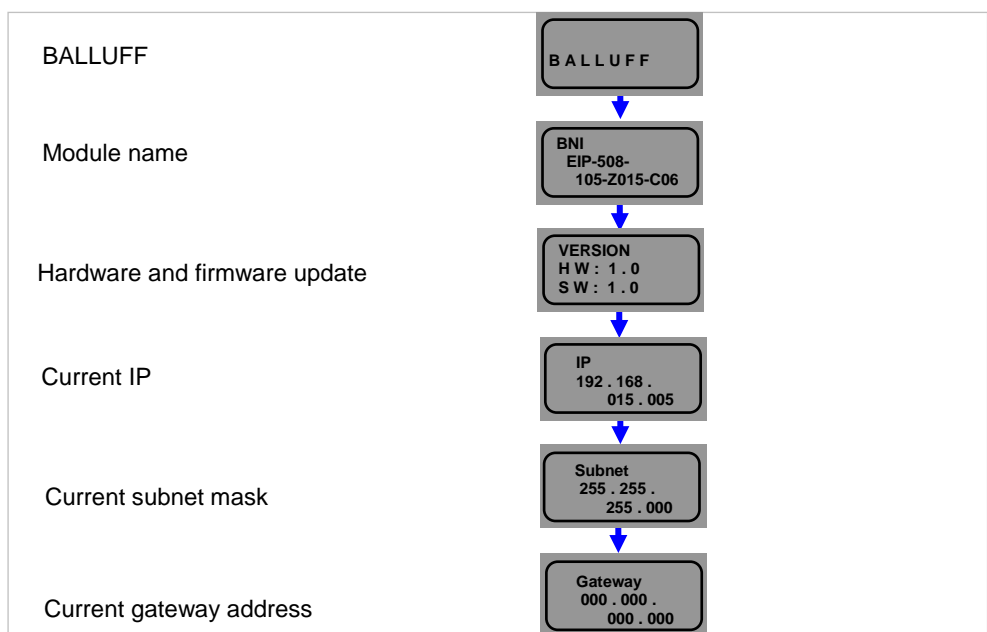 BALLUFF
B A L L U F F
Module name
BNI
EIP-508-
105-Z015-C06
Hardware and firmware update
VERSION
H W : 1 . 0
S W : 1 . 0
Current IP
IP
192 . 168 .
015 . 005
Current subnet mask
Subnet
255 . 255 .
255 . 000
Current gateway address
Gateway
000 . 000 .
000 . 000